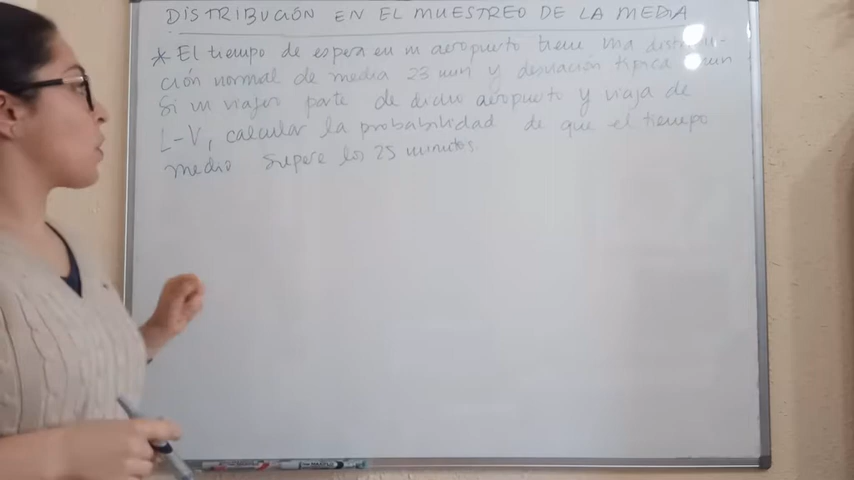 DISTRIBUCIÓN EN EL MUESTREO DE LA MEDIA
* El tiempo de espera en un aeropuerto tiene una distribu-
ción normal de media 23 min y desviación típica min
Si un viajero parte de dicho aeropuerto y viaja de
L-V, calcular la probabilidad de que el tiempo
medio supere los 25 minutos.